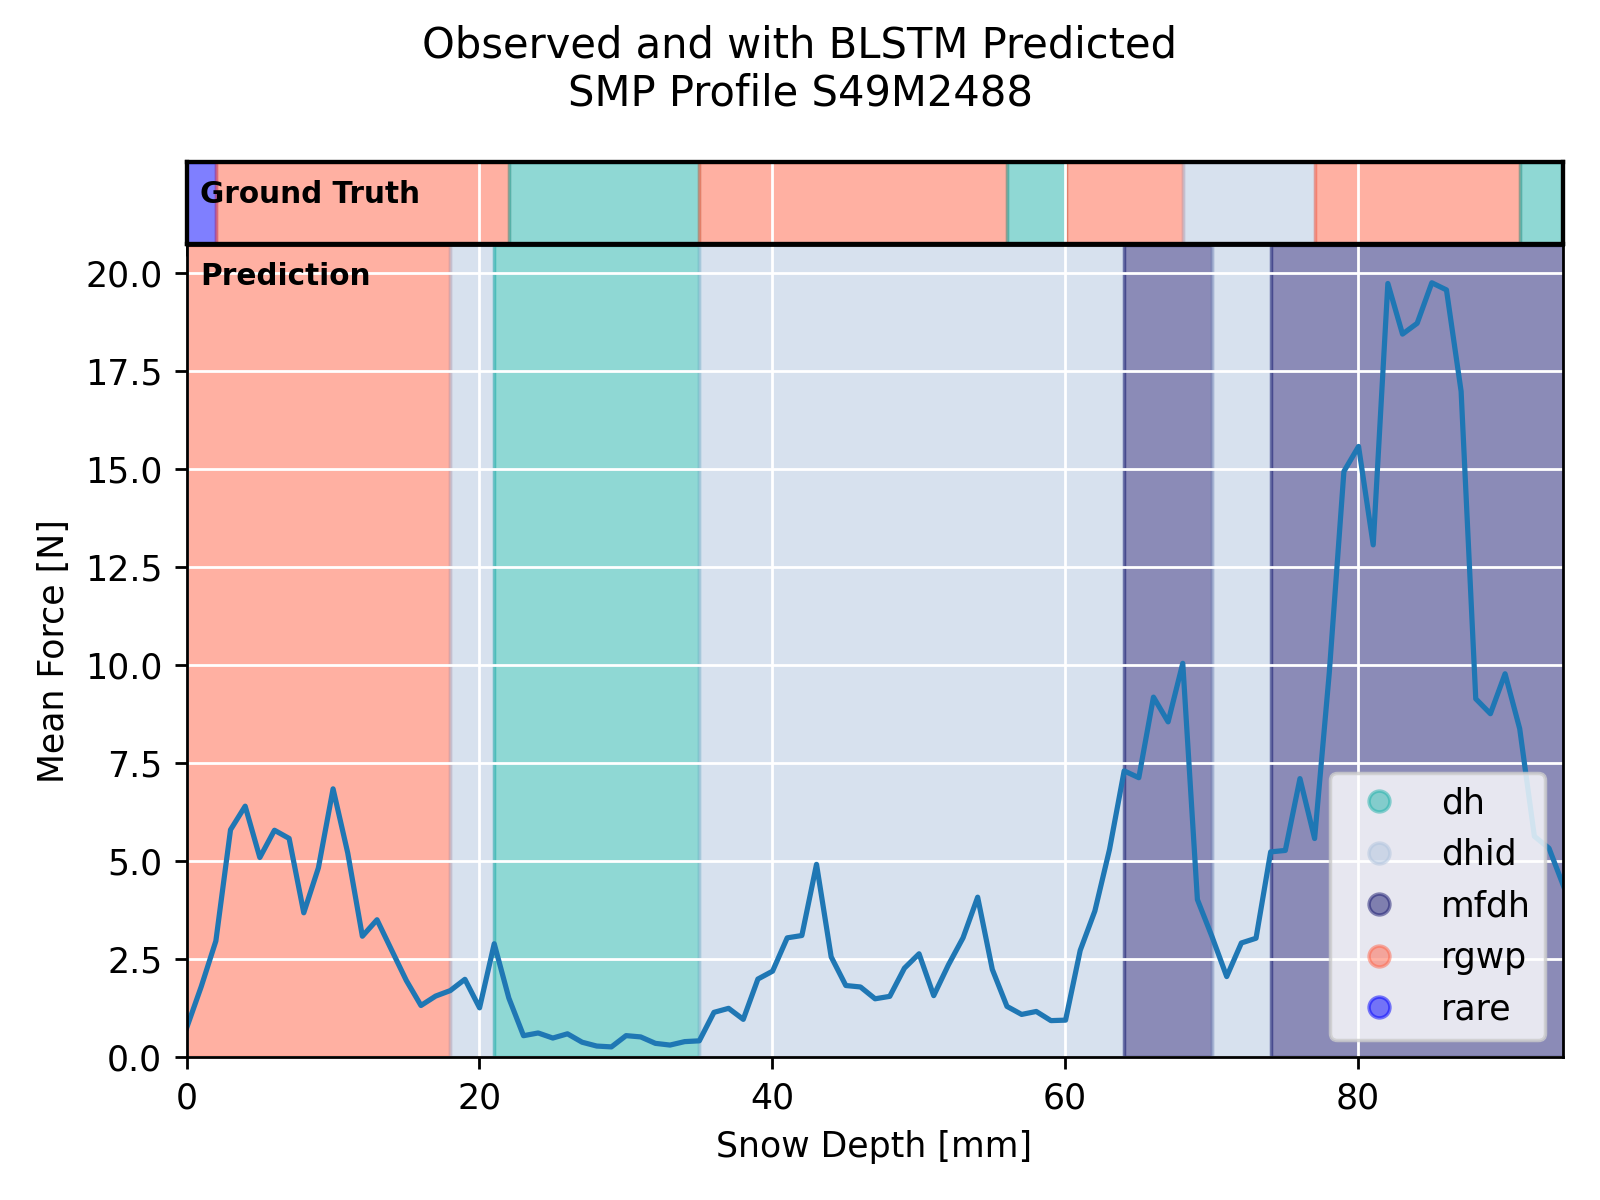 Observed and with BLSTM Predicted
SMP Profile S49M2488
Ground Truth
Prediction
20.0
17.5
15.0
12.5
10.0
7.5
5.0
2.5
0.0
Mean Force [N]
dh
dhid
mfdh
rgwp
rare
0 20 40 60 80
Snow Depth [mm]